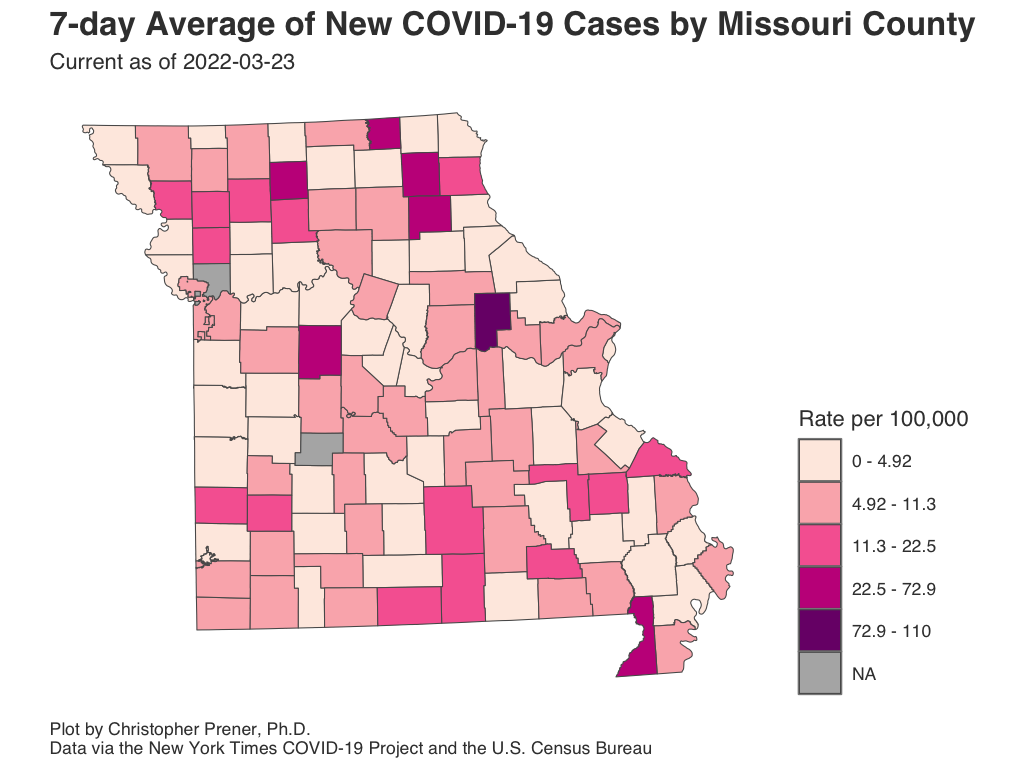 7-day Average of New COVID-19 Cases by Missouri County
Current as of 2022-03-23
Rate per 100,000
0 - 4.92
4.92 - 11.3
11.3 - 22.5
22.5 - 72.9
72.9 - 110
NA
Plot by Christopher Prener, Ph.D.
Data via the New York Times COVID-19 Project and the U.S. Census Bureau